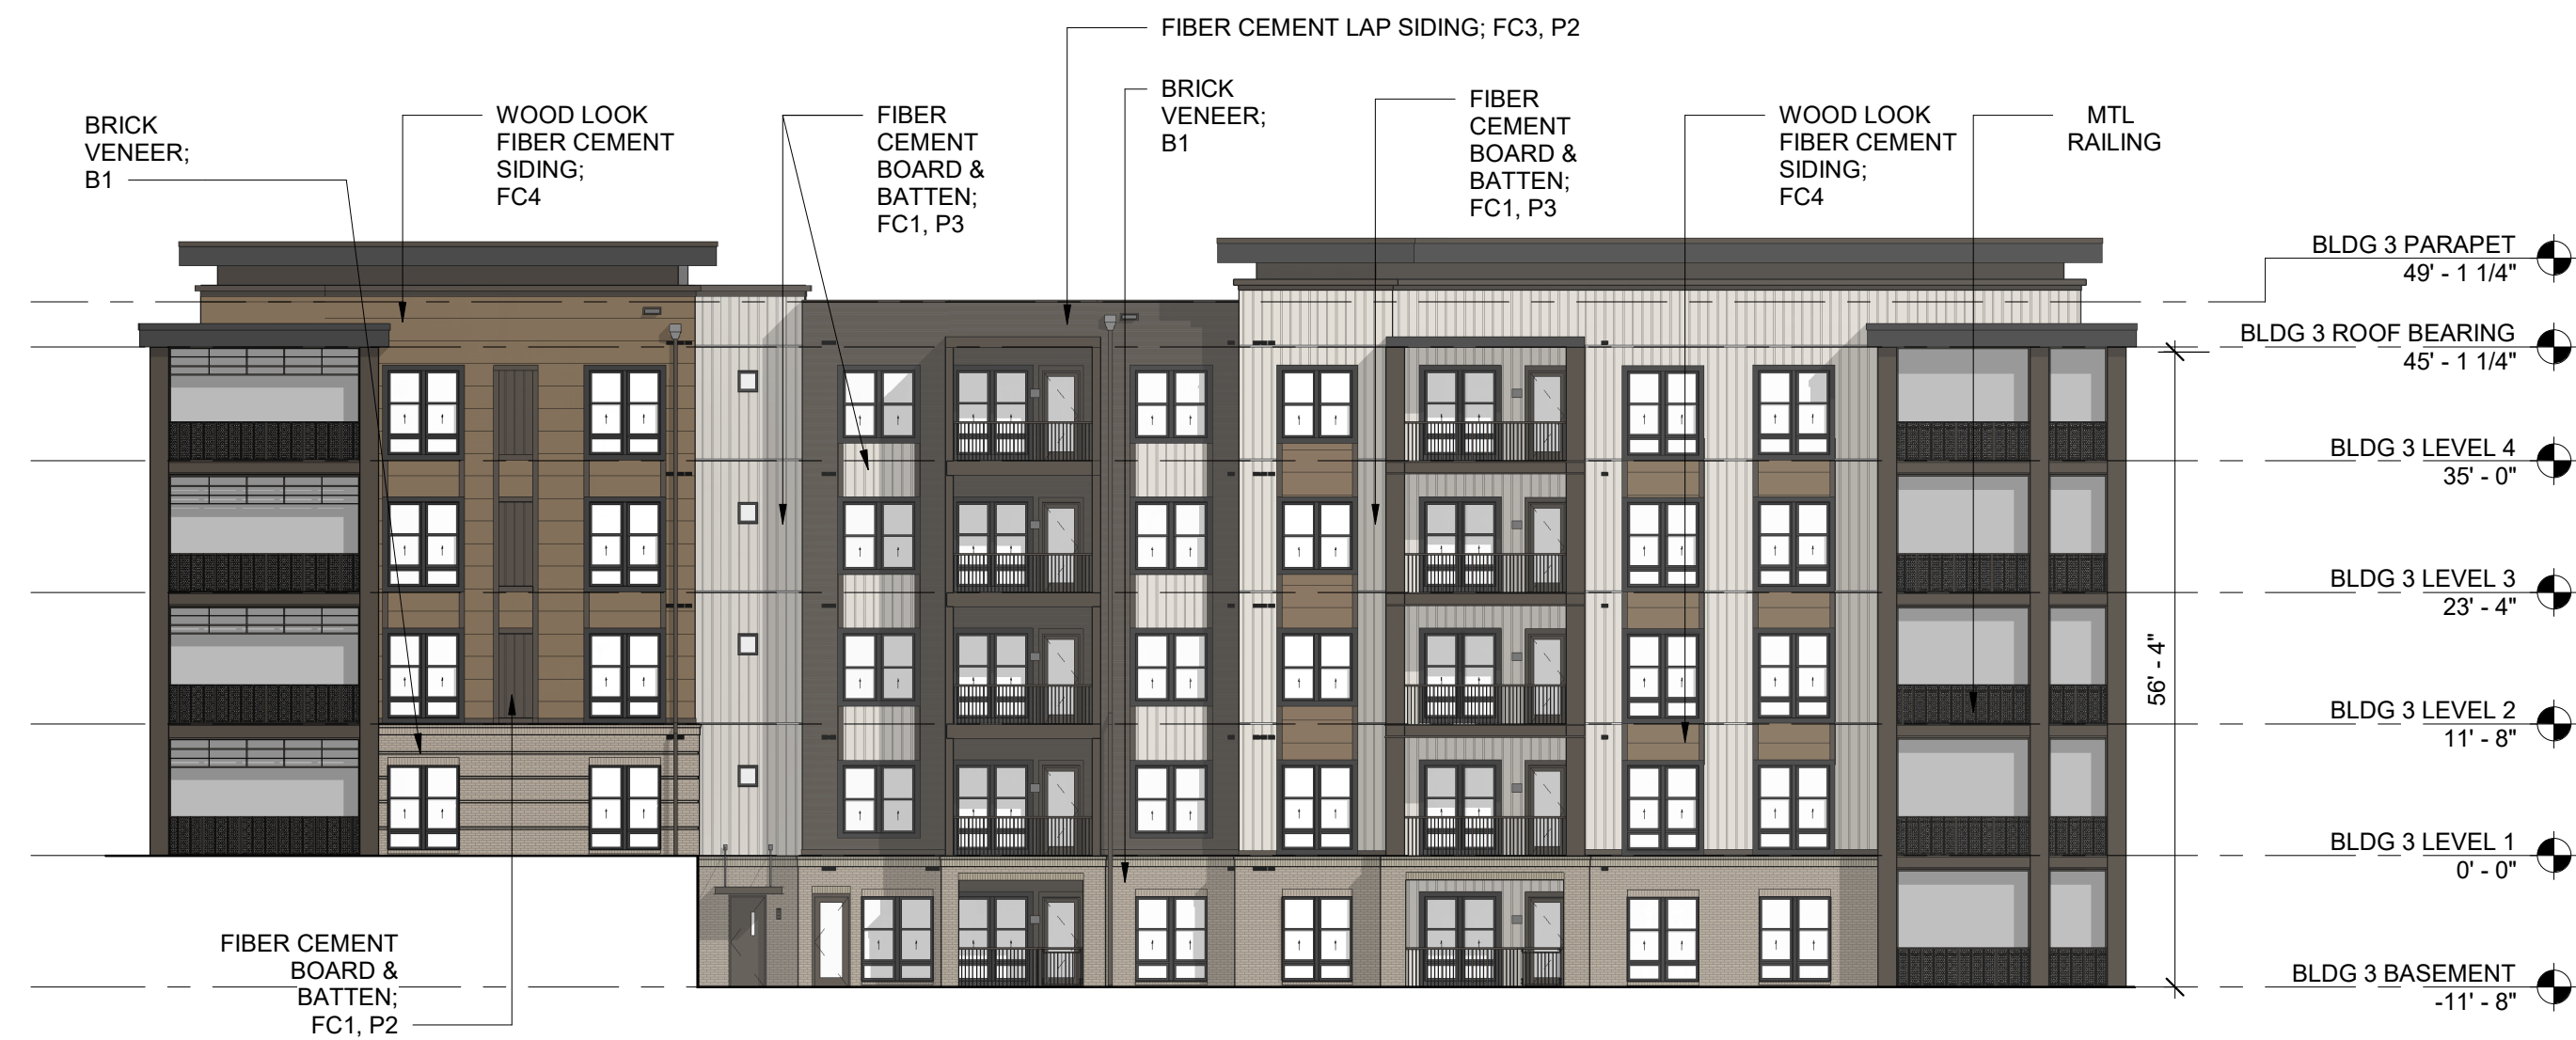 FIBER CEMENT LAP SIDING; FC3, P2
BRICK
VENEER;
B1
WOOD LOOK
FIBER CEMENT
SIDING;
FC4
FIBER
CEMENT
BOARD &
BATTEN;
FC1, P3
BRICK
VENEER;
B1
FIBER
CEMENT
BOARD &
BATTEN;
FC1, P3
WOOD LOOK
FIBER CEMENT
SIDING;
FC4
MTL
RAILING
BLDG 3 PARAPET
49' - 1 1/4"
BLDG 3 ROOF BEARING
45' - 1 1/4"
BLDG 3 LEVEL 4
35' - 0"
BLDG 3 LEVEL 3
23' - 4"
56' - 4"
BLDG 3 LEVEL 2
11' - 8"
BLDG 3 LEVEL 1
0' - 0"
BLDG 3 BASEMENT
-11' - 8"
FIBER CEMENT
BOARD &
BATTEN;
FC1, P2